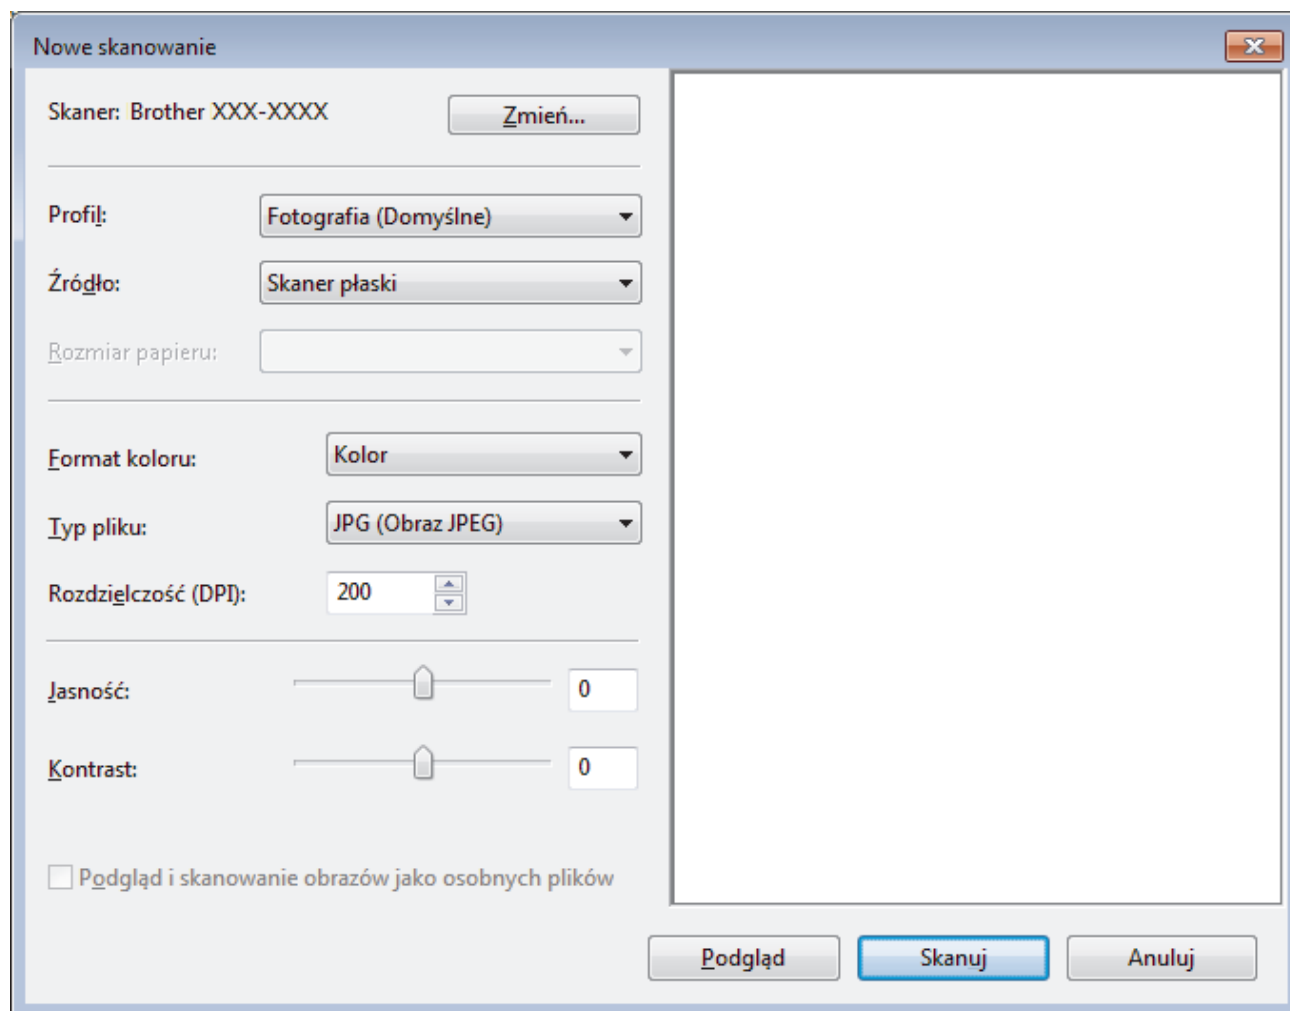 Nowe skanowanie
Skaner: Brother XXX-XXXX
Zmień...
Profil:
Fotografia (Domyślne)
Źródło:
Skaner płaski
Rozmiar papieru:
Format koloru:
Kolor
Typ pliku:
JPG (Obraz JPEG)
Rozdzielczość (DPI):
200
Jasność:
0
Kontrast:
0
Podgląd i skanowanie obrazów jako osobnych plików
Podgląd
Skanuj
Anuluj